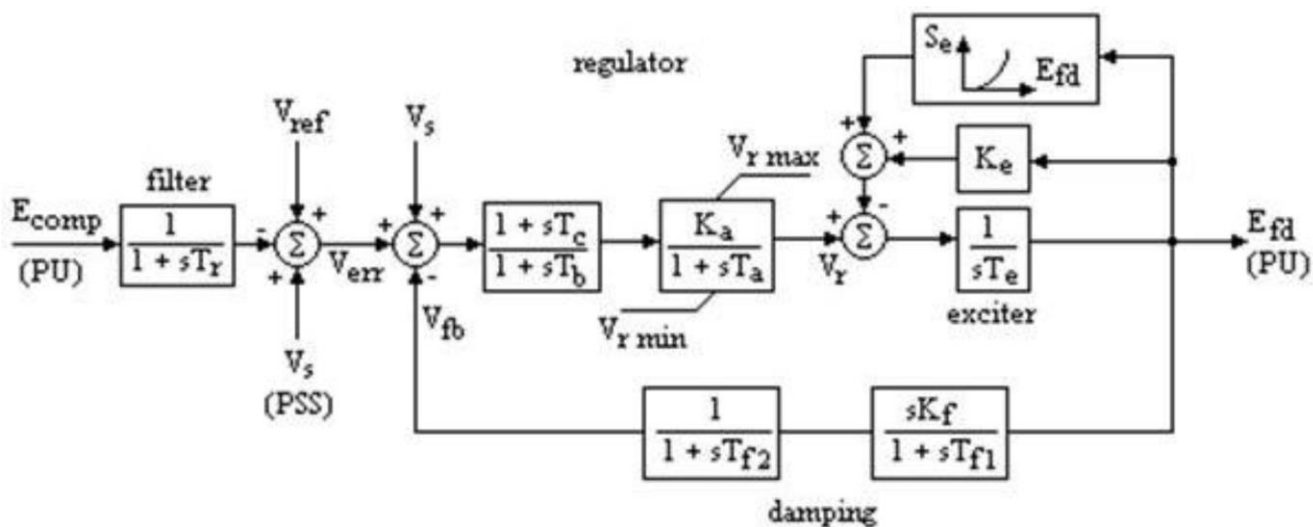 S_e
E_fd
regulator
V_ref
V_s
V_r max
K_e
filter
E_comp
(PU)
1
1 + sT_r
-
+
+
Σ
V_err
+
+
-
Σ
1 + sT_c
1 + sT_b
K_a
1 + sT_a
+
+
Σ
+
-
Σ
V_r
1
sT_e
exciter
E_fd
(PU)
V_s
(PSS)
V_fb
V_r min
1
1 + sT_f2
sK_f
1 + sT_f1
damping